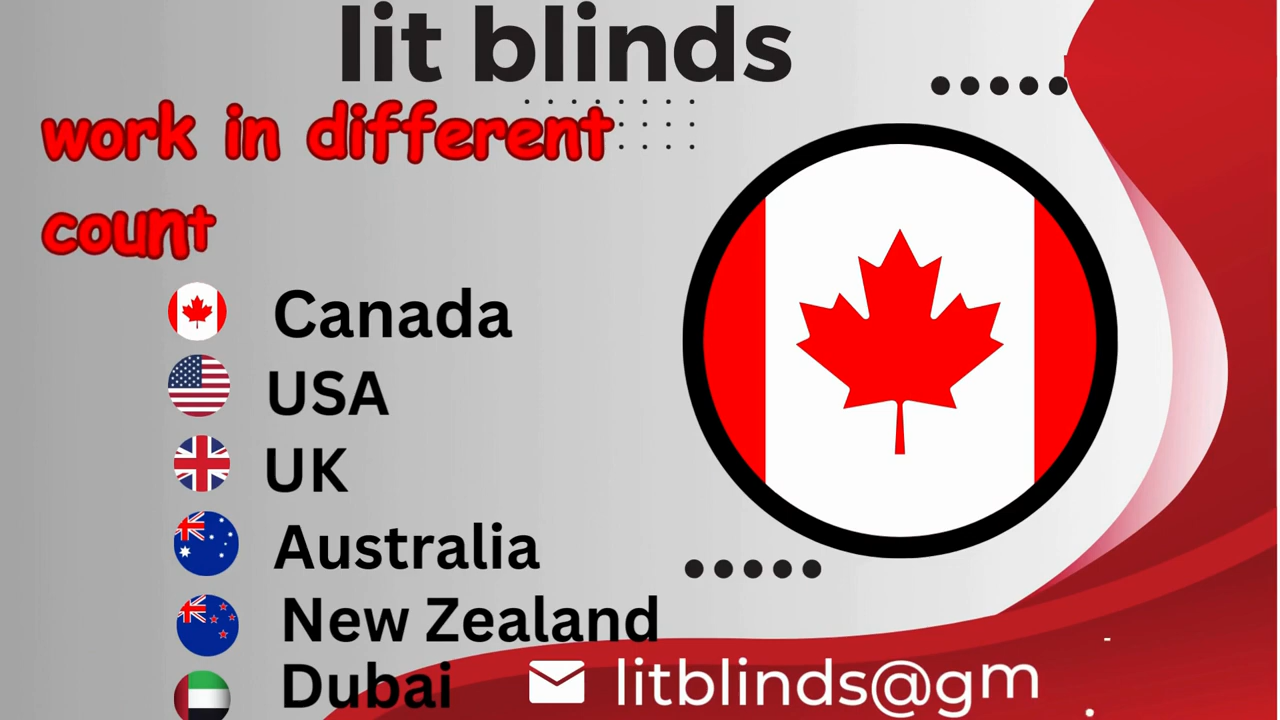 lit blinds
work in different
count
Canada
USA
UK
Australia
New Zealand
Dubai
litblinds@gm